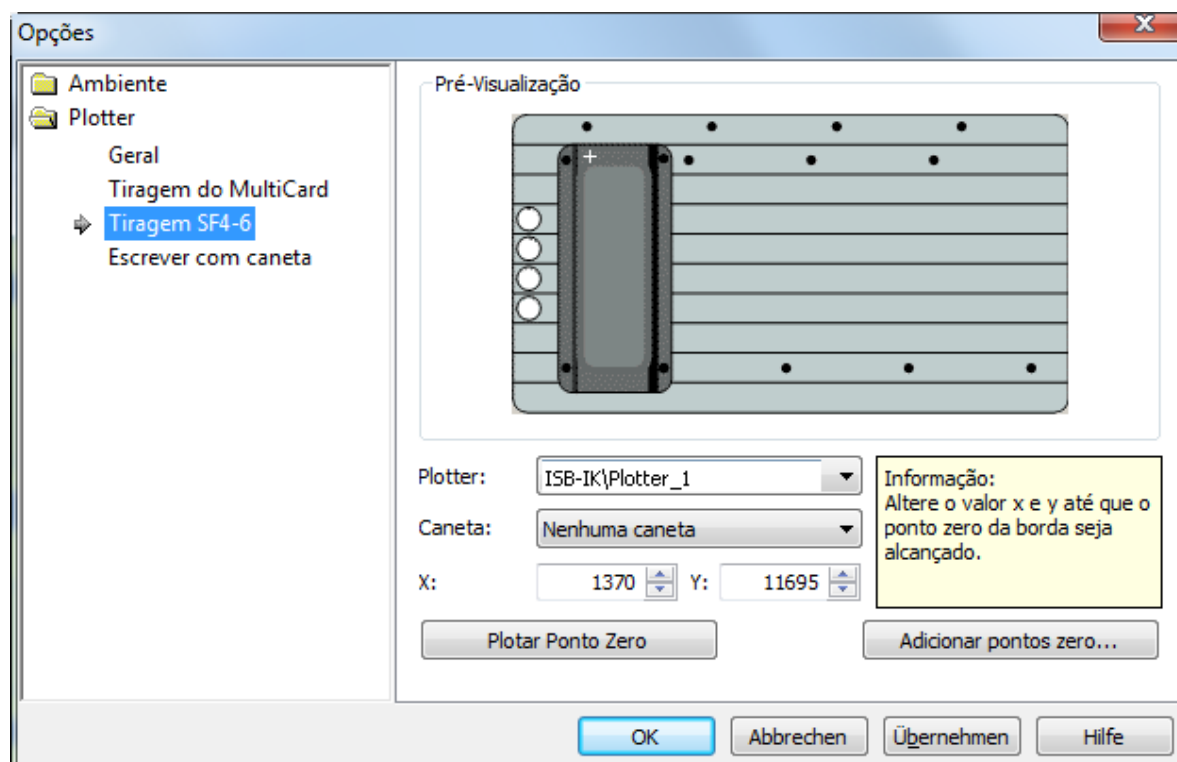 Opções
Ambiente
Plotter
Geral
Tiragem do MultiCard
Tiragem SF4-6
Escrever com caneta
Pré-Visualização
Plotter: ISB-IK\Plotter_1
Caneta: Nenhuma caneta
X: 1370 Y: 11695
Informação:
Altere o valor x e y até que o
ponto zero da borda seja
alcançado.
Plotar Ponto Zero
Adicionar pontos zero...
OK Abbrechen Übernehmen Hilfe